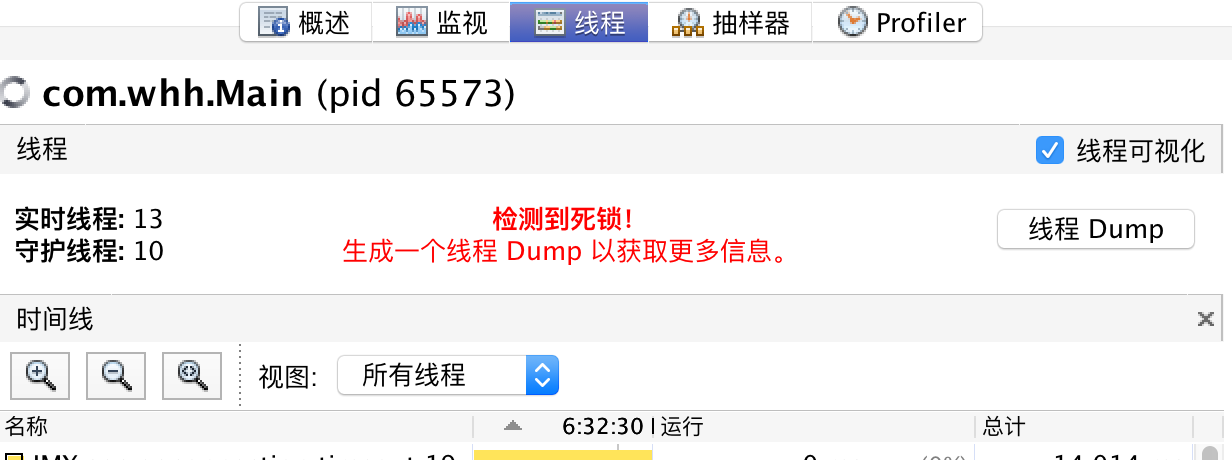 概述 监视 线程 抽样器 Profiler
com.whh.Main (pid 65573)
线程 线程可视化
实时线程: 13
守护线程: 10
检测到死锁!
生成一个线程 Dump 以获取更多信息。
线程 Dump
时间线
视图: 所有线程
名称 6:32:30 运行 总计